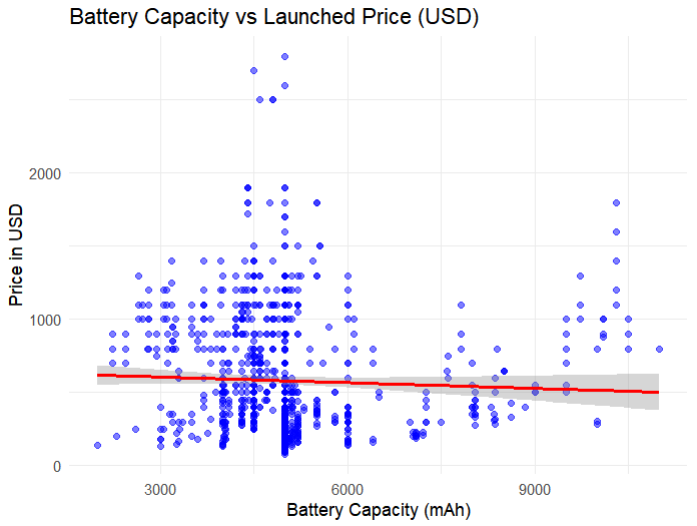 Battery Capacity vs Launched Price (USD)
Price in USD
2000
1000
0
3000 6000 9000
Battery Capacity (mAh)